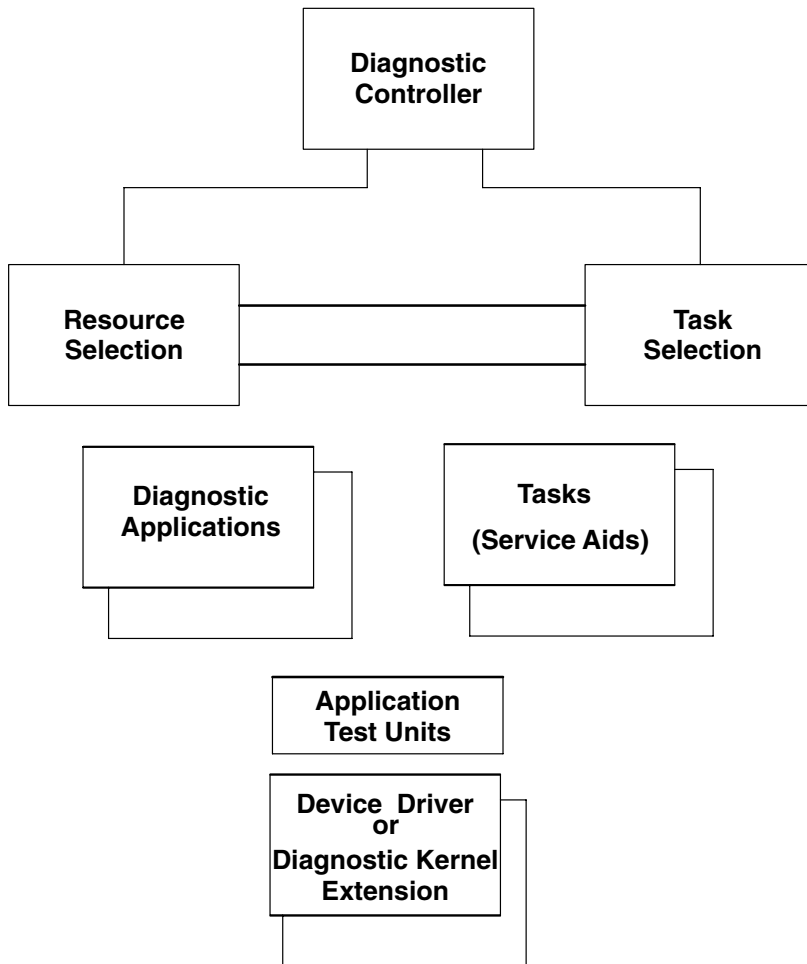 Diagnostic
Controller
Resource
Selection
Task
Selection
Diagnostic
Applications
Tasks
(Service Aids)
Application
Test Units
Device Driver
or
Diagnostic Kernel
Extension